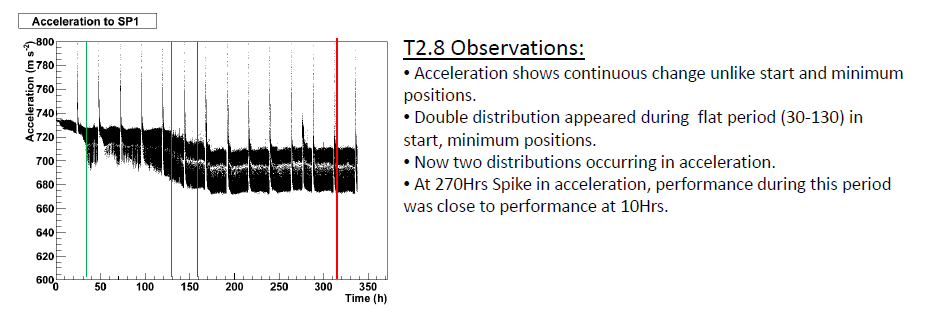 Acceleration to SP1
Acceleration (m s-2)
800
780
760
740
720
700
680
660
640
620
600
0 50 100 150 200 250 300 350
Time (h)
T2.8 Observations:
• Acceleration shows continuous change unlike start and minimum
positions.
• Double distribution appeared during flat period (30-130) in
start, minimum positions.
• Now two distributions occurring in acceleration.
• At 270Hrs Spike in acceleration, performance during this period
was close to performance at 10Hrs.